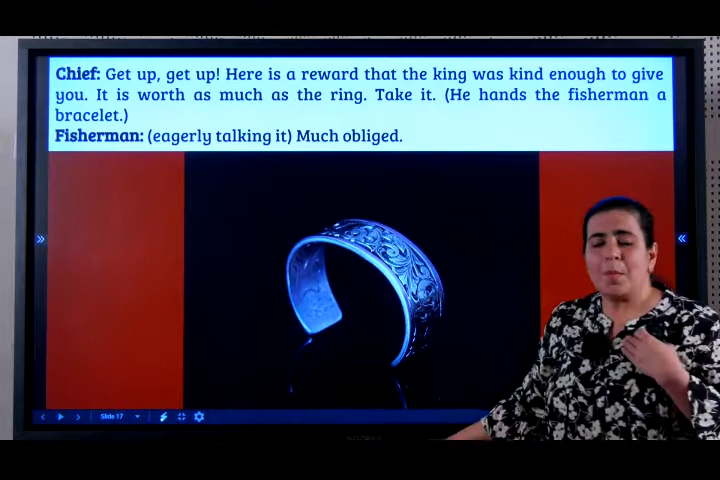 Chief: Get up, get up! Here is a reward that the king was kind enough to give
you. It is worth as much as the ring. Take it. (He hands the fisherman a
bracelet.)
Fisherman: (eagerly talking it) Much obliged.
Slide 17